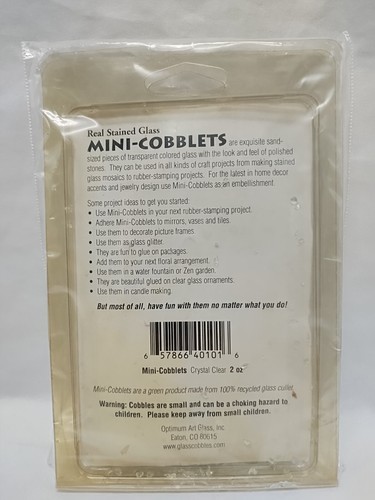 Real Stained Glass
MINI-COBBLETS are exquisite sand-
sized pieces of transparent colored glass with the look and feel of polished
stones. They can be used in all kinds of craft projects from making stained
glass mosaics to rubber-stamping projects. For the latest in home decor
accents and jewelry design use Mini-Cobblets as an embellishment.
Some project ideas to get you started:
• Use Mini-Cobblets in your next rubber-stamping project.
• Adhere Mini-Cobblets to mirrors, vases and tiles.
• Use them to decorate picture frames.
• Use them as glass glitter.
• They are fun to glue on packages.
• Add them to your next floral arrangement.
• Use them in a water fountain or Zen garden.
• They are beautiful glued on clear glass ornaments.
• Use them in candle making.
But most of all, have fun with them no matter what you do!
6 57866 40101 6
Mini-Cobblets Crystal Clear 2 oz
Mini-Cobblets are a green product made from 100% recycled glass cullet.
Warning: Cobbles are small and can be a choking hazard to
children. Please keep away from small children.
Optimum Art Glass, Inc
Eaton, CO 80615
www.glasscobbles.com